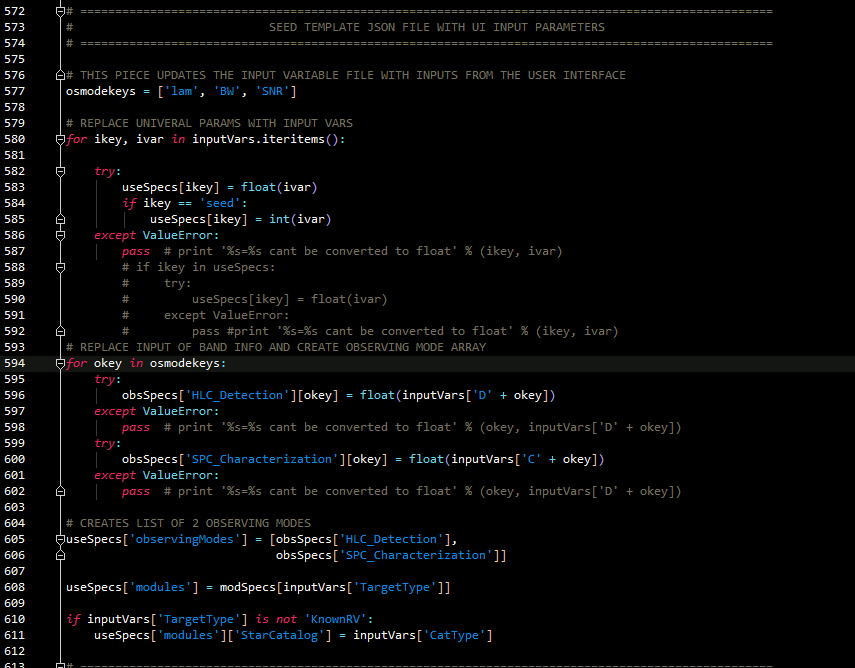 572 # ===================================================================================================
573 #                            SEED TEMPLATE JSON FILE WITH UI INPUT PARAMETERS
574 # ===================================================================================================
575
576 # THIS PIECE UPDATES THE INPUT VARIABLE FILE WITH INPUTS FROM THE USER INTERFACE
577 osmodekeys = ['lam', 'BW', 'SNR']
578
579 # REPLACE UNIVERAL PARAMS WITH INPUT VARS
580 for ikey, ivar in inputVars.iteritems():
581
582     try:
583         useSpecs[ikey] = float(ivar)
584         if ikey == 'seed':
585             useSpecs[ikey] = int(ivar)
586     except ValueError:
587         pass  # print '%s=%s cant be converted to float' % (ikey, ivar)
588         # if ikey in useSpecs:
589         #     try:
590         #         useSpecs[ikey] = float(ivar)
591         #     except ValueError:
592         #         pass #print '%s=%s cant be converted to float' % (ikey, ivar)
593 # REPLACE INPUT OF BAND INFO AND CREATE OBSERVING MODE ARRAY
594 for okey in osmodekeys:
595     try:
596         obsSpecs['HLC_Detection'][okey] = float(inputVars['D' + okey])
597     except ValueError:
598         pass  # print '%s=%s cant be converted to float' % (okey, inputVars['D' + okey])
599     try:
600         obsSpecs['SPC_Characterization'][okey] = float(inputVars['C' + okey])
601     except ValueError:
602         pass  # print '%s=%s cant be converted to float' % (okey, inputVars['D' + okey])
603
604 # CREATES LIST OF 2 OBSERVING MODES
605 useSpecs['observingModes'] = [obsSpecs['HLC_Detection'],
606                               obsSpecs['SPC_Characterization']]
607
608 useSpecs['modules'] = modSpecs[inputVars['TargetType']]
609
610 if inputVars['TargetType'] is not 'KnownRV':
611     useSpecs['modules']['StarCatalog'] = inputVars['CatType']
612
613 # ===================================================================================================